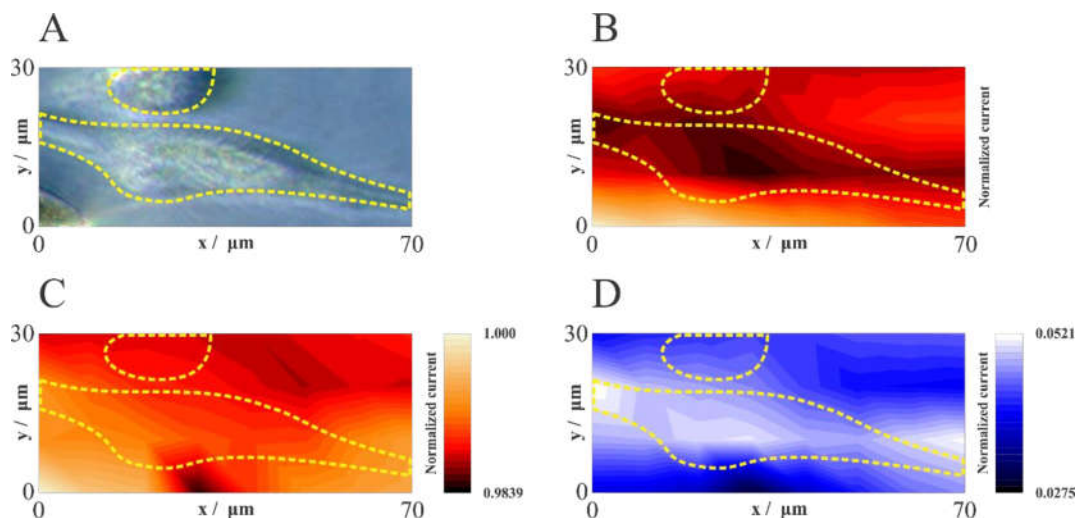 A
30
y / µm
0
0
x / µm
70
B
30
y / µm
0
0
x / µm
70
Normalized current
C
30
y / µm
0
0
x / µm
70
Normalized current
1.000
0.9839
D
30
y / µm
0
0
x / µm
70
Normalized current
0.0521
0.0275